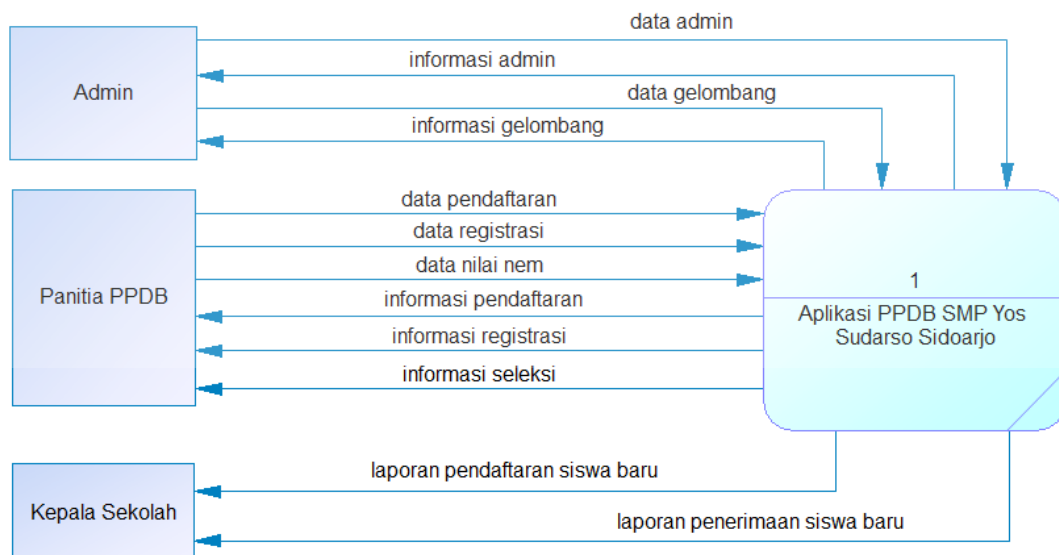 data admin
informasi admin
Admin
data gelombang
informasi gelombang
data pendaftaran
data registrasi
data nilai nem
Panitia PPDB
informasi pendaftaran
informasi registrasi
informasi seleksi
1
Aplikasi PPDB SMP Yos
Sudarso Sidoarjo
laporan pendaftaran siswa baru
Kepala Sekolah
laporan penerimaan siswa baru